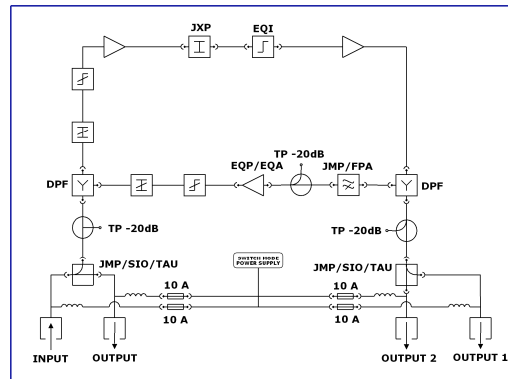 JXP
EQI
TP -20dB
EQP/EQA
JMP/FPA
DPF
DPF
TP -20dB
TP -20dB
SWITCH MODE
POWER SUPPLY
JMP/SIO/TAU
JMP/SIO/TAU
10 A
10 A
10 A
10 A
INPUT
OUTPUT
OUTPUT 2
OUTPUT 1